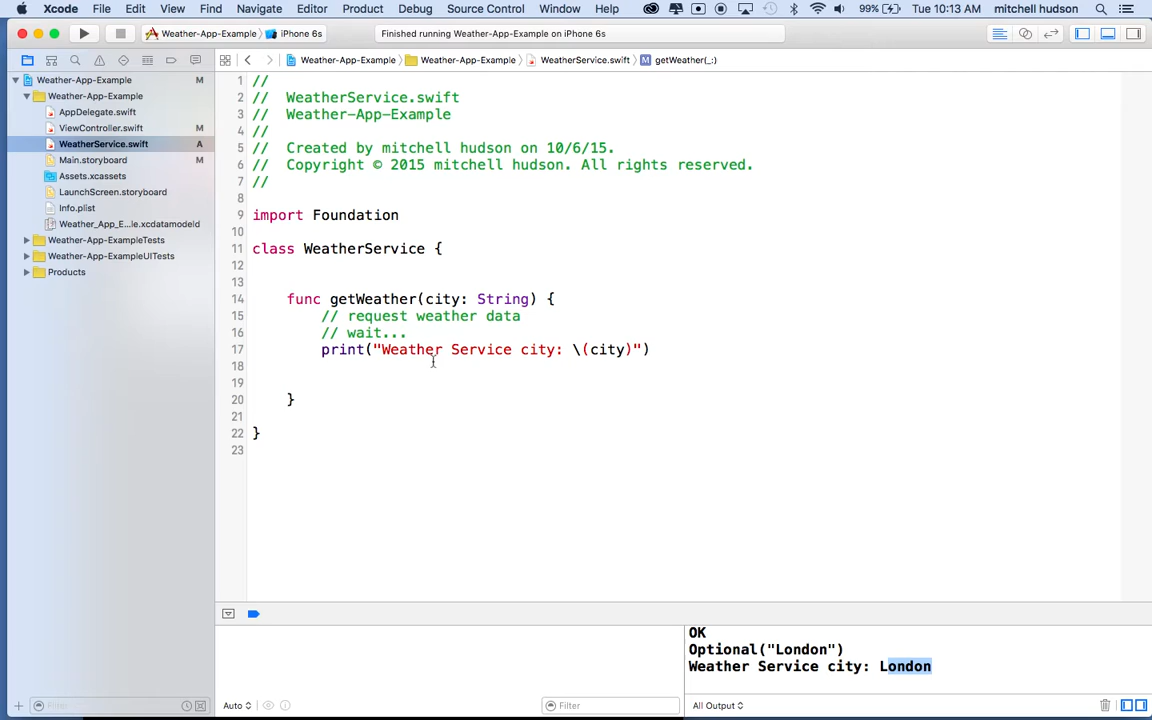 Xcode File Edit View Find Navigate Editor Product Debug Source Control Window Help 99% Tue 10:13 AM mitchell hudson
Weather-App-Example iPhone 6s Finished running Weather-App-Example on iPhone 6s
Weather-App-Example Weather-App-Example WeatherService.swift M getWeather(_:)
Weather-App-Example M
Weather-App-Example
AppDelegate.swift
ViewController.swift M
WeatherService.swift A
Main.storyboard M
Assets.xcassets
LaunchScreen.storyboard
Info.plist
Weather_App_E...le.xcdatamodeld
Weather-App-ExampleTests
Weather-App-ExampleUITests
Products
1 //
2 // WeatherService.swift
3 // Weather-App-Example
4 //
5 // Created by mitchell hudson on 10/6/15.
6 // Copyright © 2015 mitchell hudson. All rights reserved.
7 //
8
9 import Foundation
10
11 class WeatherService {
12
13
14 func getWeather(city: String) {
15 // request weather data
16 // wait...
17 print("Weather Service city: \(city)")
18
19
20 }
21
22 }
23
OK
Optional("London")
Weather Service city: London
Filter
Auto
Filter
All Output